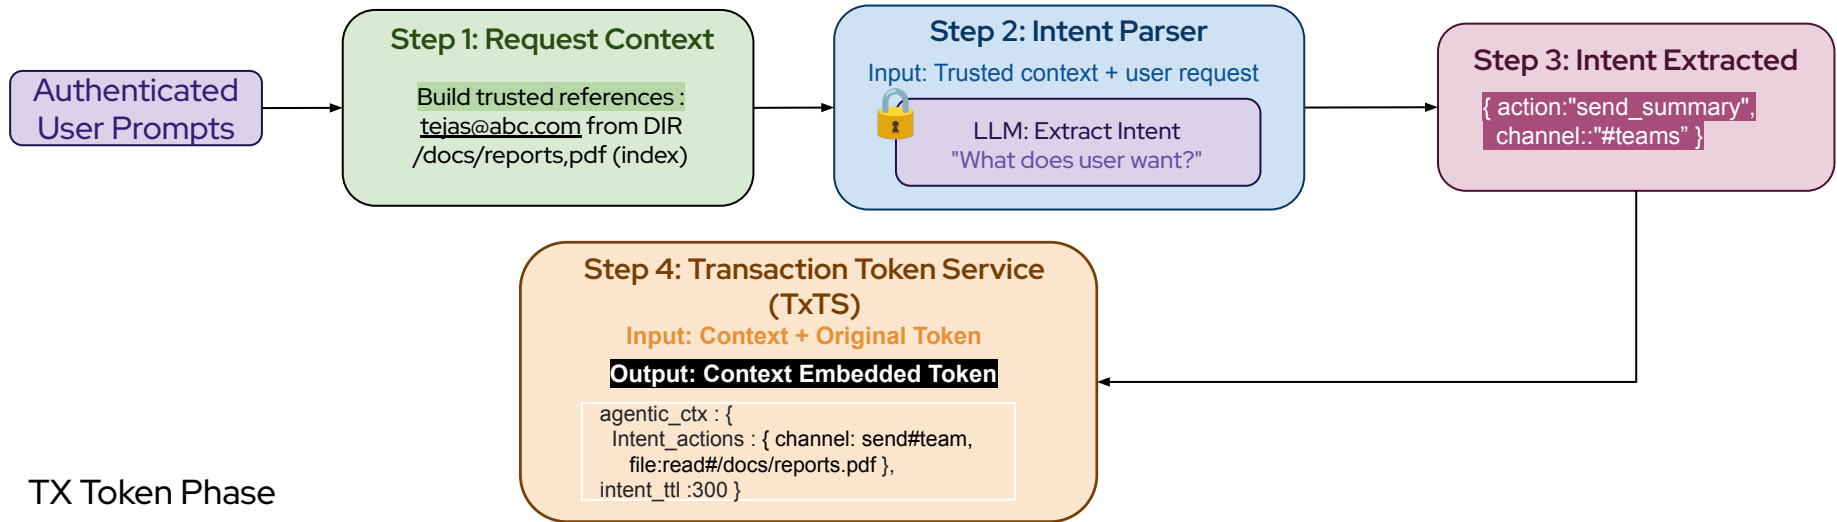 Authenticated
User Prompts
Step 1: Request Context
Build trusted references :
tejas@abc.com from DIR
/docs/reports,pdf (index)
Step 2: Intent Parser
Input: Trusted context + user request
LLM: Extract Intent
"What does user want?"
Step 3: Intent Extracted
{ action:"send_summary",
channel::"#teams” }
Step 4: Transaction Token Service
(TxTS)
Input: Context + Original Token
Output: Context Embedded Token
agentic_ctx : {
Intent_actions : { channel: send#team,
file:read#/docs/reports.pdf },
intent_ttl :300 }
TX Token Phase